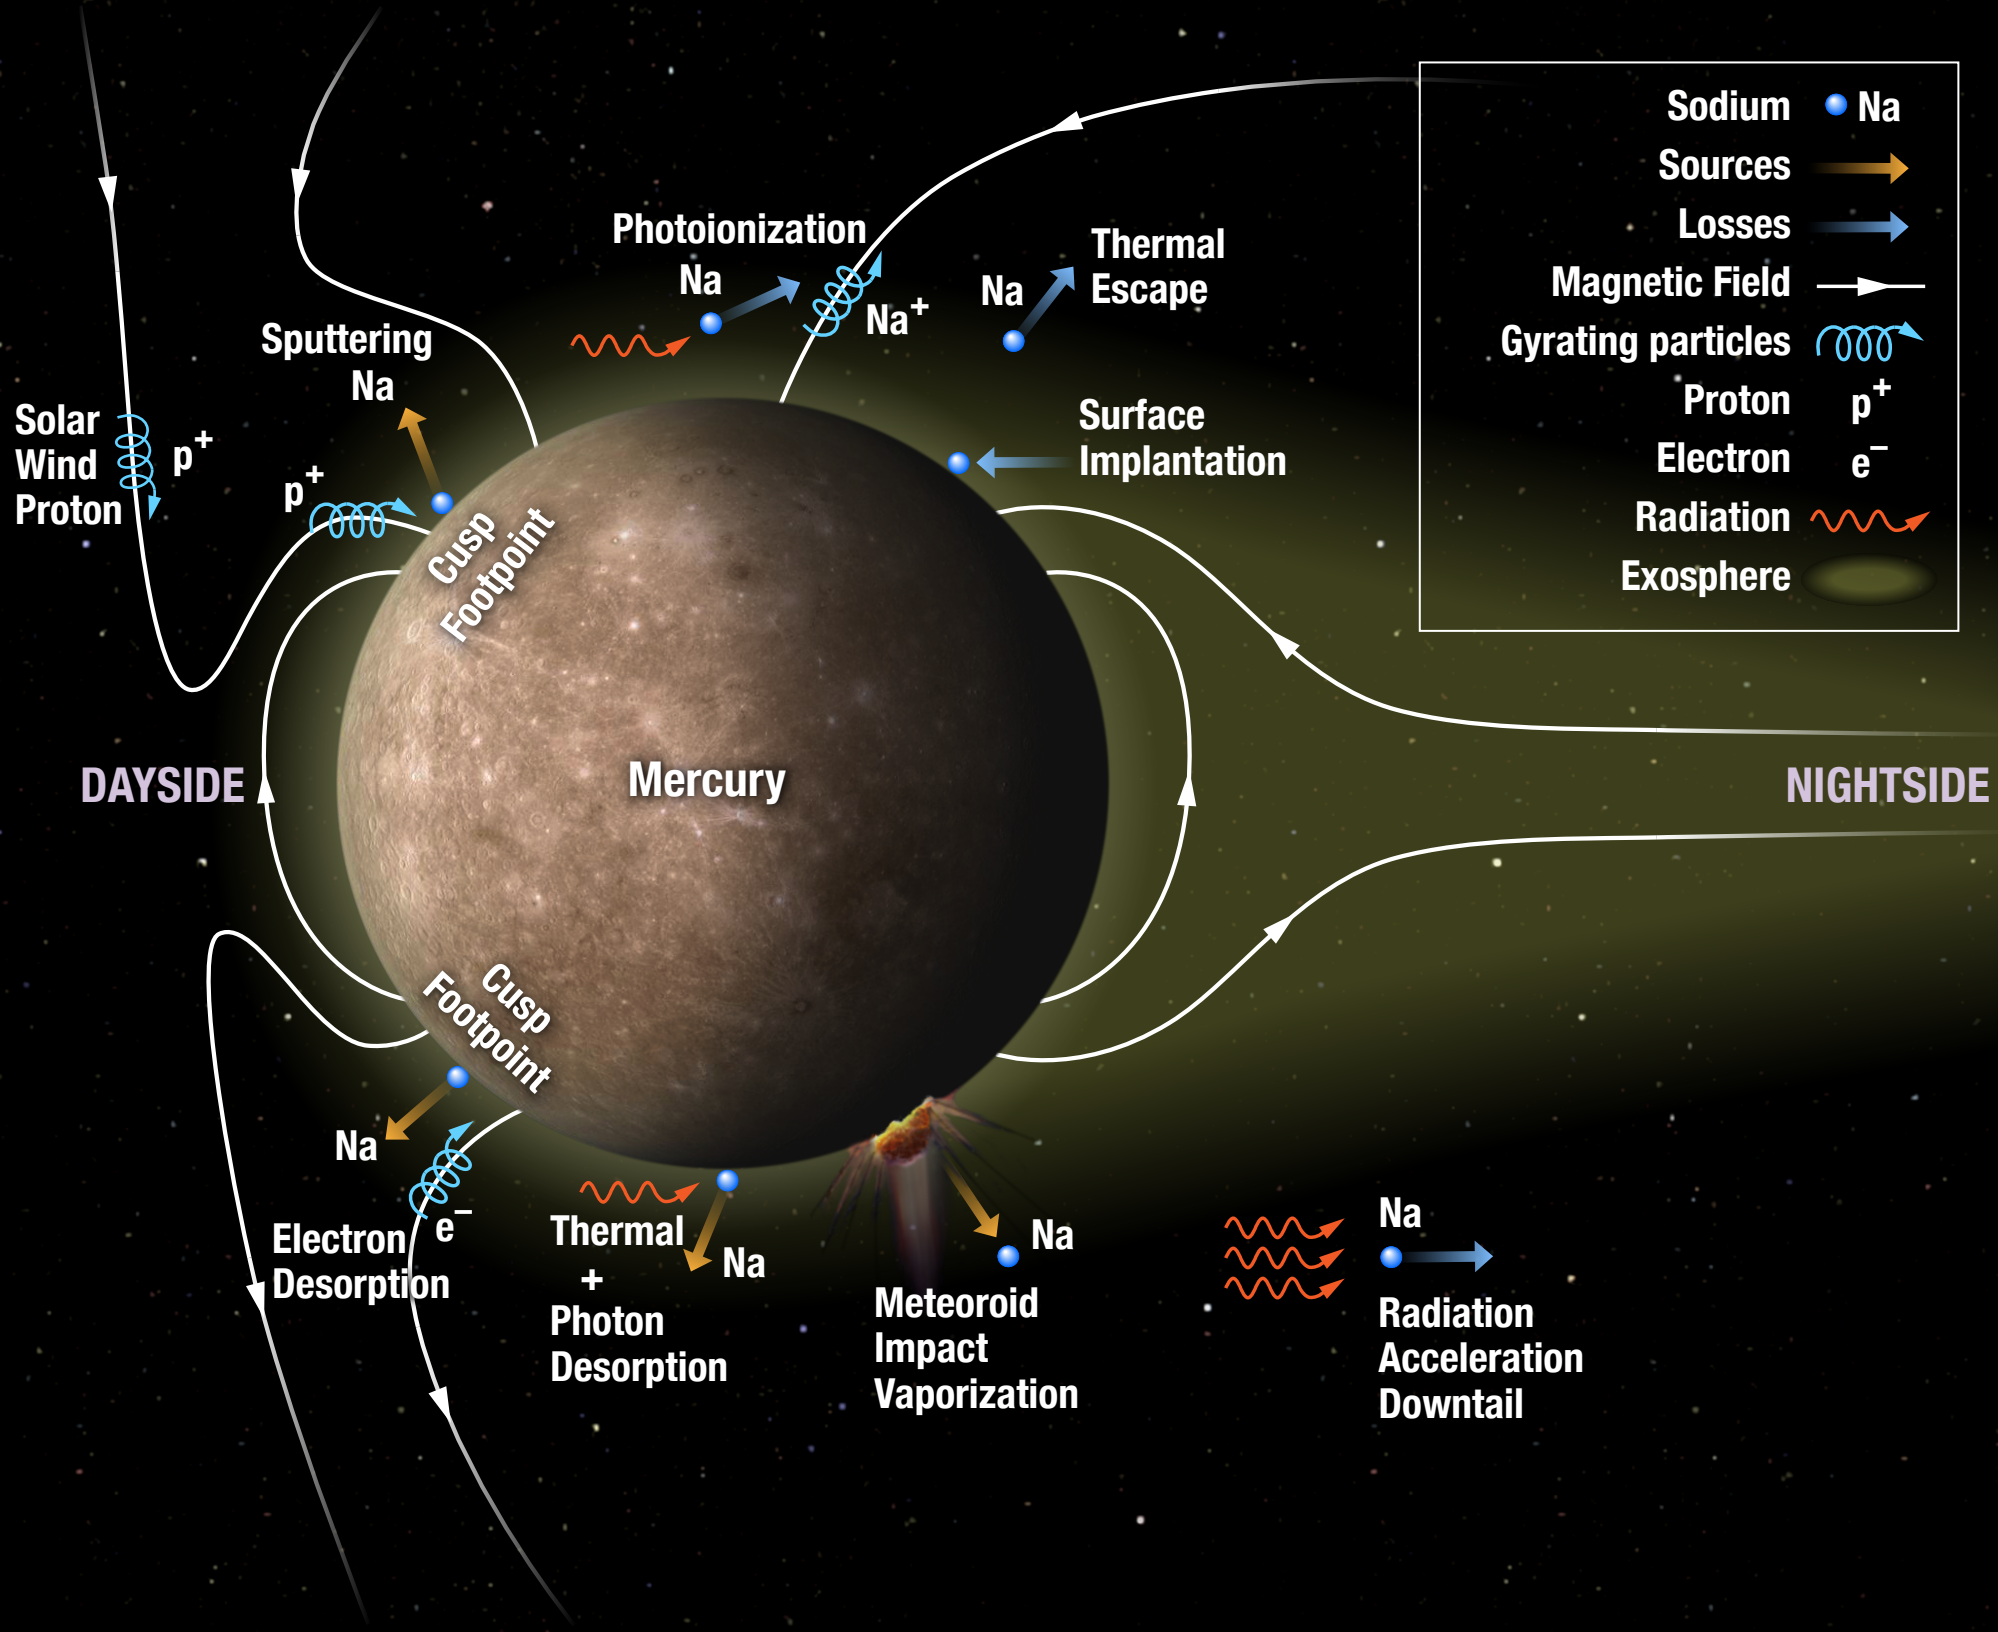 Sodium Na
Sources
Losses
Magnetic Field
Gyrating particles
Proton p⁺
Electron e⁻
Radiation
Exosphere
Photoionization
Na
Na⁺
Thermal
Escape
Na
Sputtering
Na
Solar
Wind
Proton
p⁺
p⁺
Surface
Implantation
Cusp
Footpoint
Mercury
DAYSIDE
NIGHTSIDE
Cusp
Footpoint
Na
e⁻
Electron
Desorption
Thermal
+
Photon
Desorption
Na
Na
Meteoroid
Impact
Vaporization
Na
Radiation
Acceleration
Downtail